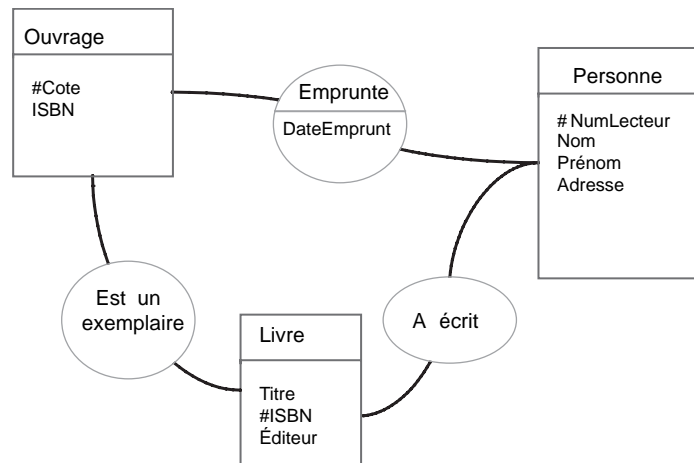 Ouvrage
#Cote
ISBN
Emprunte
DateEmprunt
Personne
# NumLecteur
Nom
Prénom
Adresse
Est un
exemplaire
Livre
Titre
#ISBN
Éditeur
A écrit